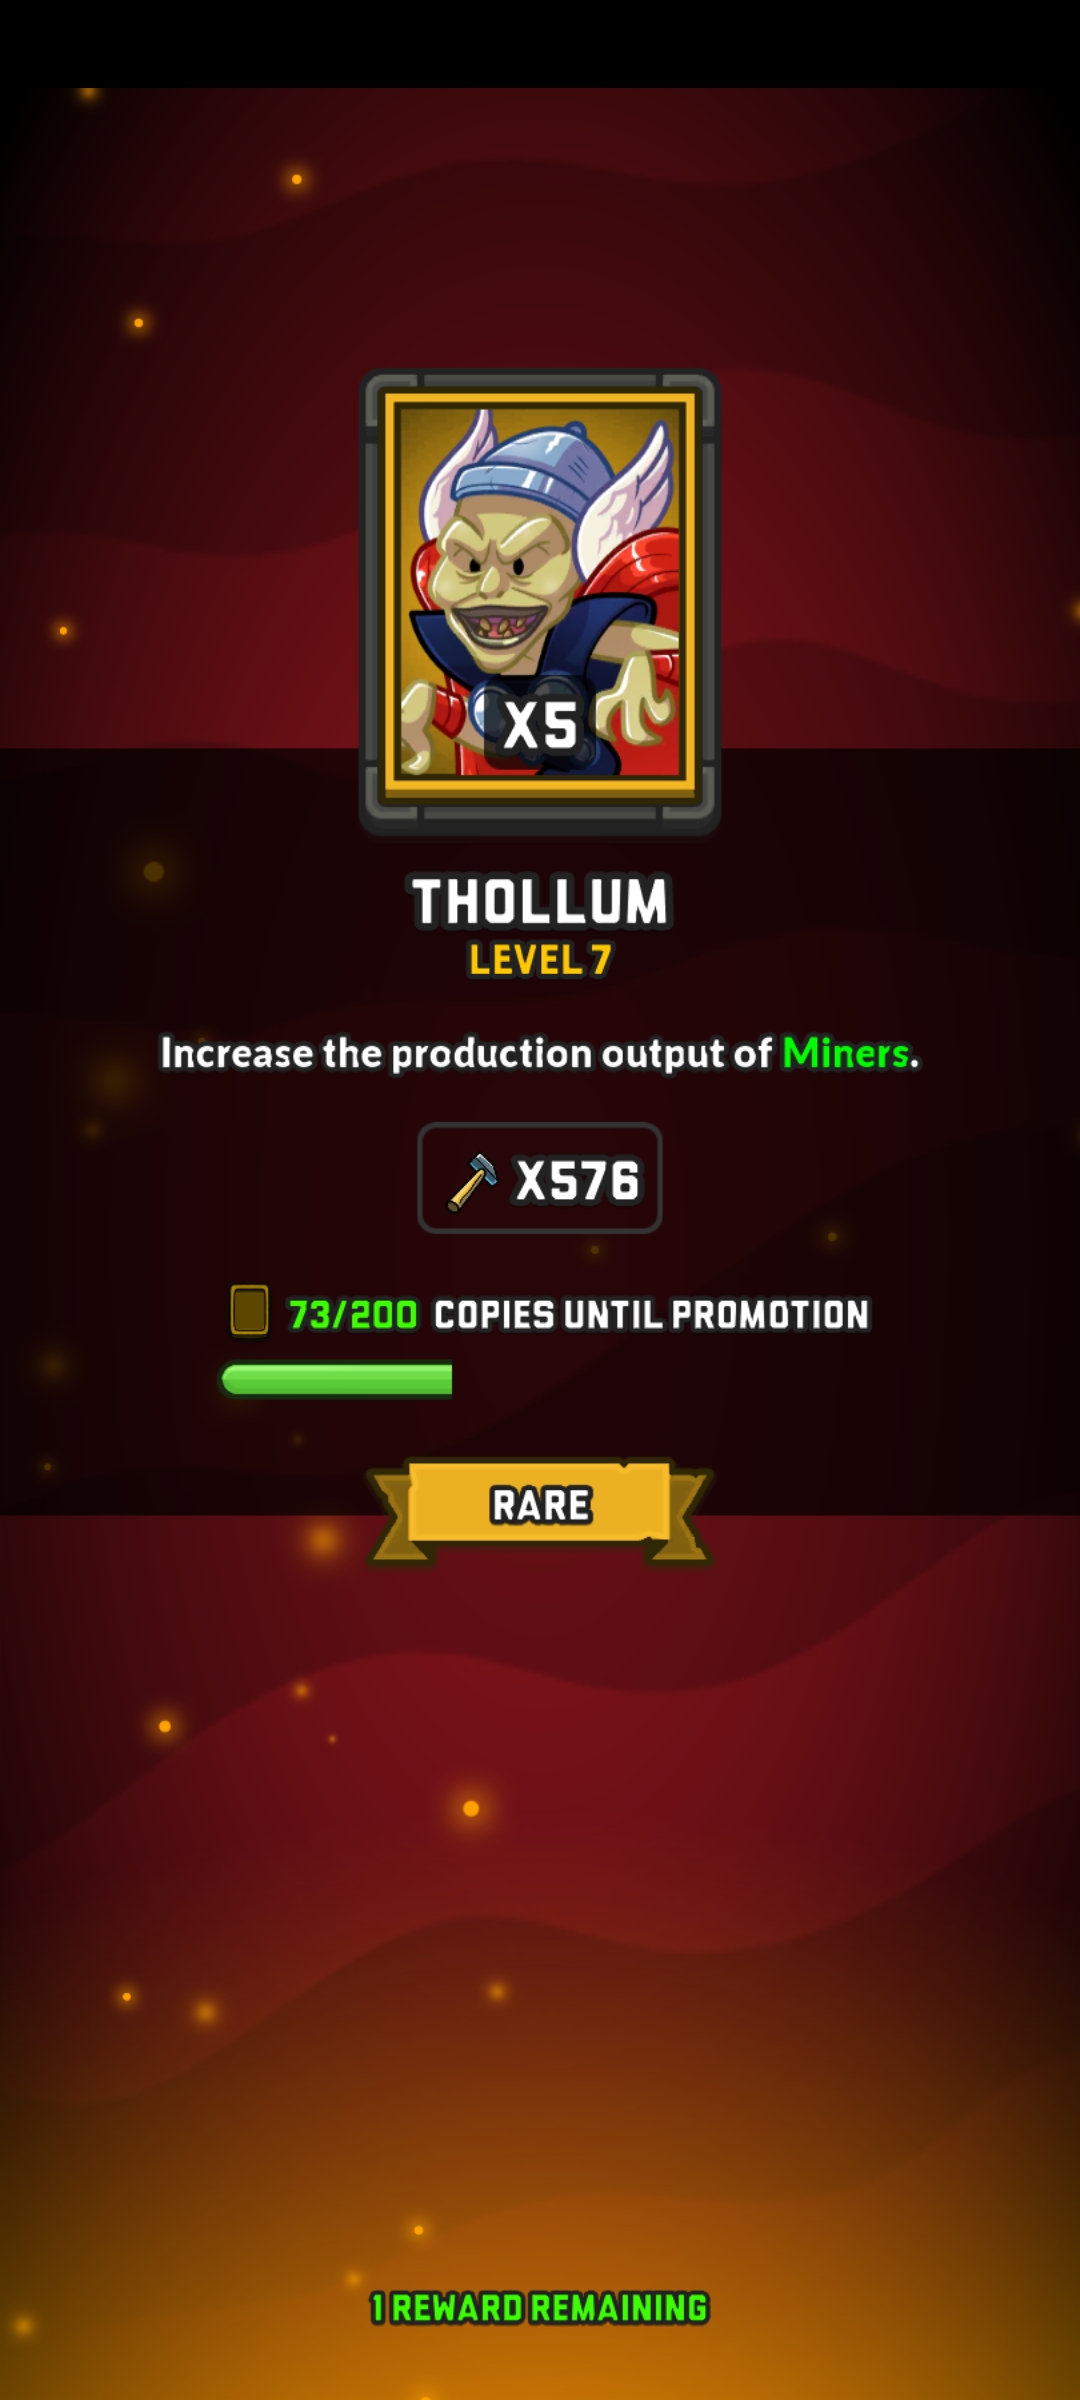 X5
THOLLUM
LEVEL 7
Increase the production output of Miners.
X576
73/200 COPIES UNTIL PROMOTION
RARE
1 REWARD REMAINING